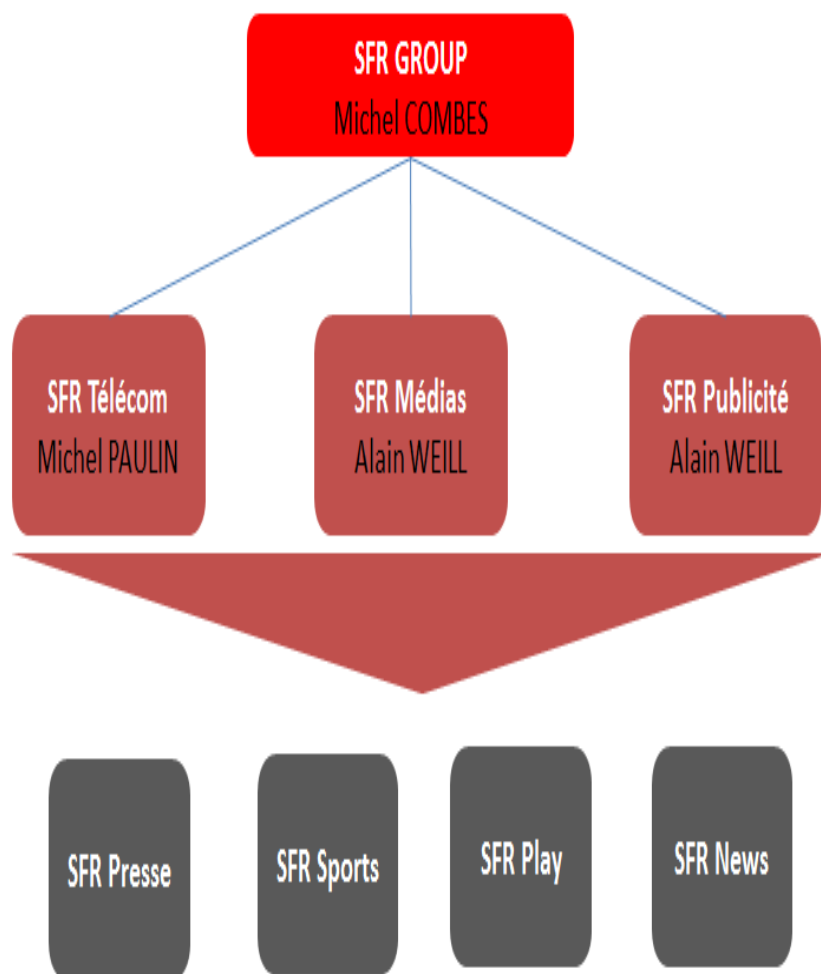 SFR GROUP
Michel COMBES
SFR Télécom
Michel PAULIN
SFR Médias
Alain WEILL
SFR Publicité
Alain WEILL
SFR Presse
SFR Sports
SFR Play
SFR News